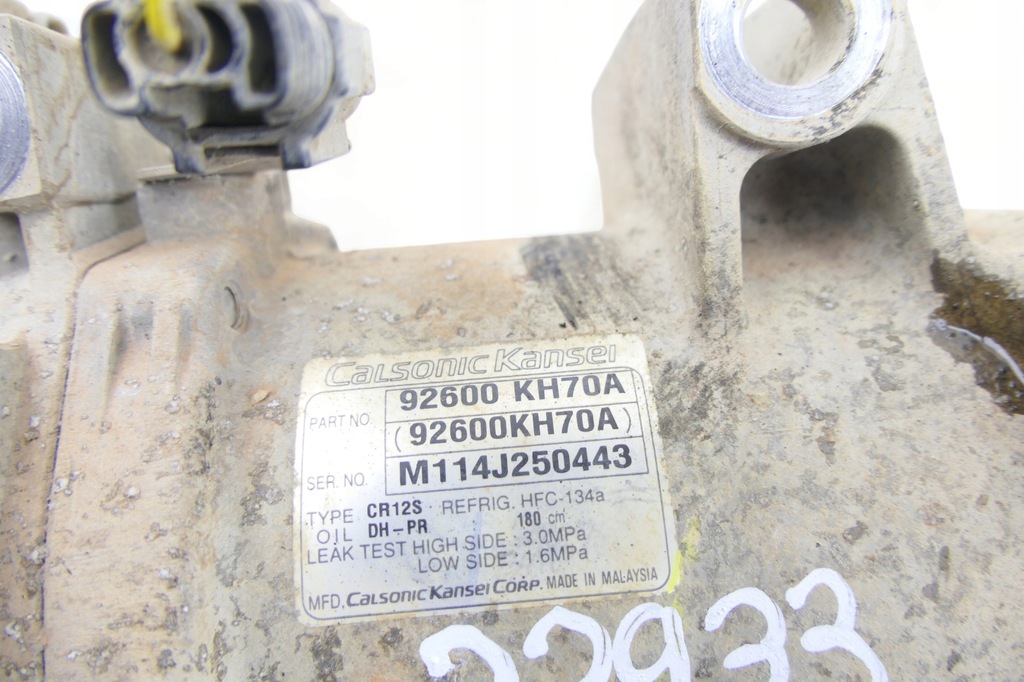 Calsonic Kansei
PART NO. 92600 KH70A
(92600KH70A)
SER. NO. M114J250443
TYPE CR12S REFRIG. HFC-134a
OIL DH-PR 180 cm³
LEAK TEST HIGH SIDE : 3.0MPa
LOW SIDE : 1.6MPa
MFD. Calsonic Kansei Corp. MADE IN MALAYSIA
22933